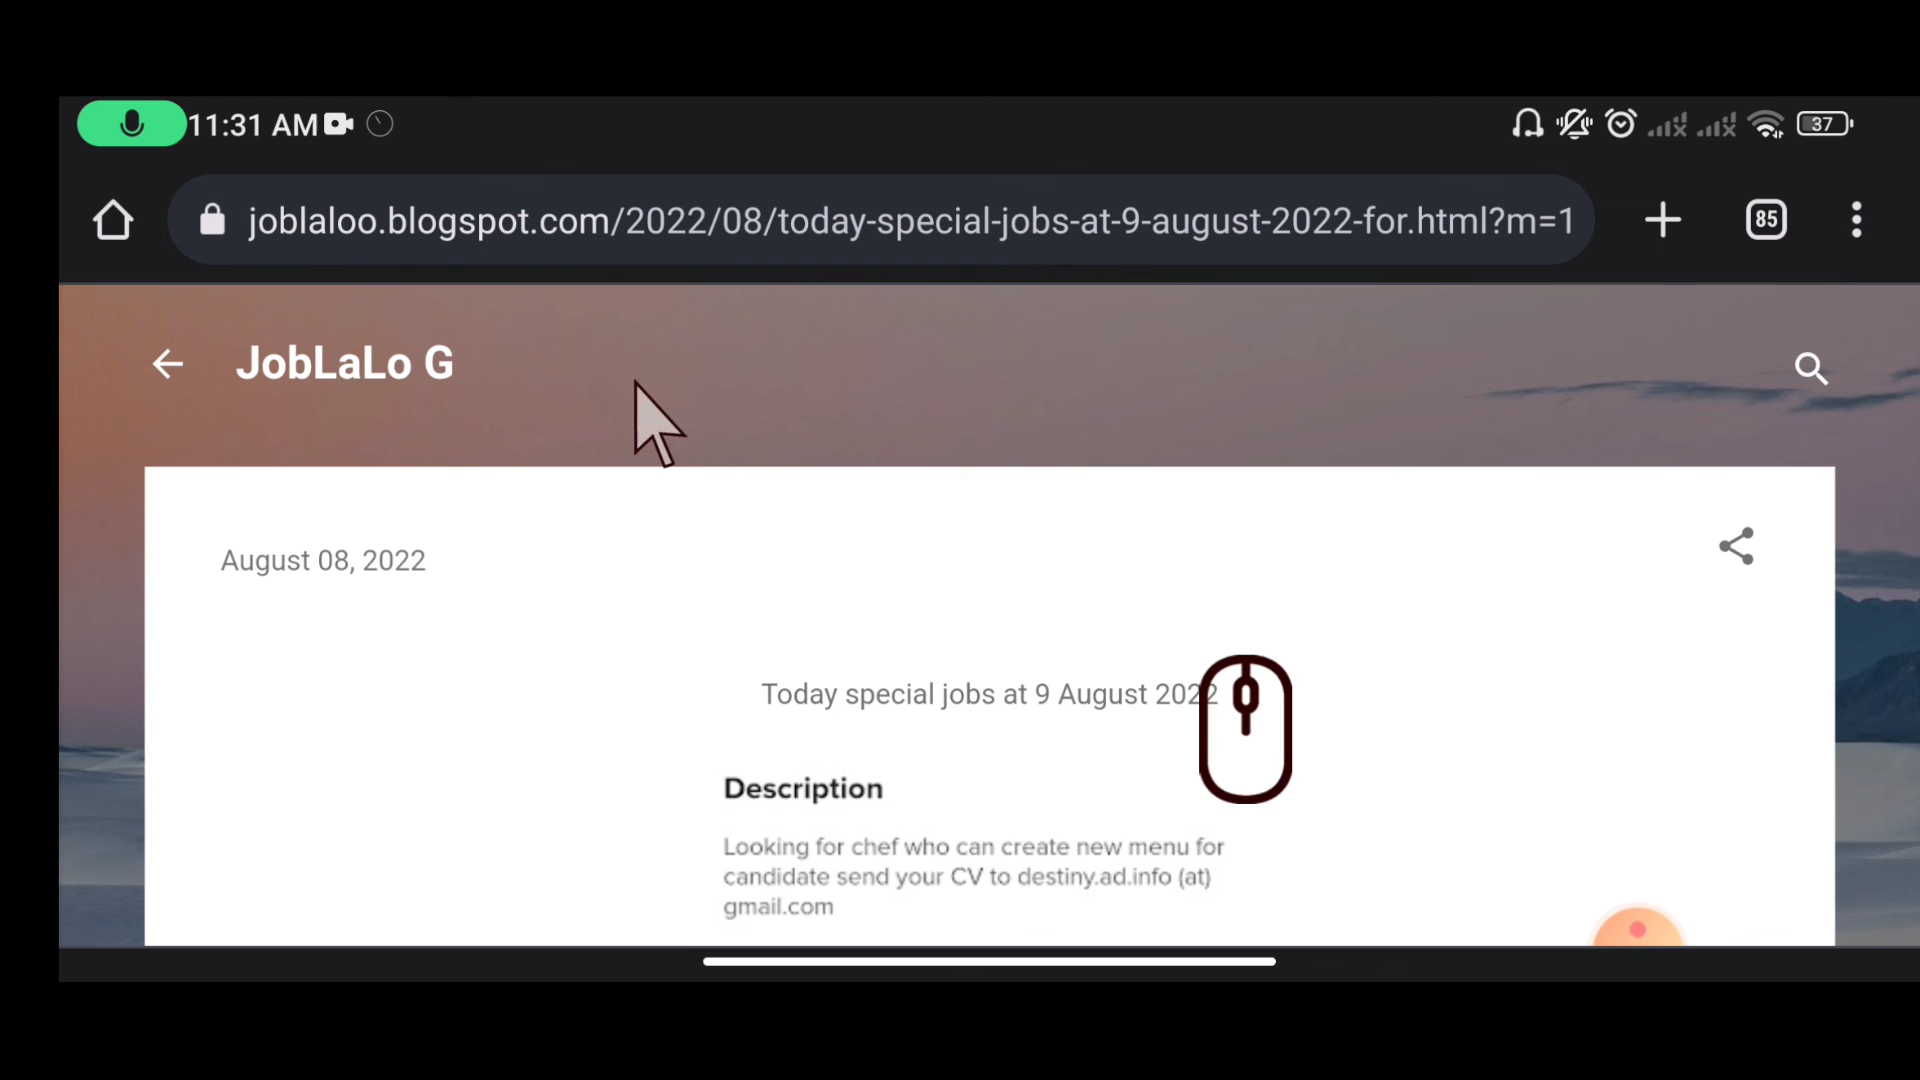 11:31 AM
37
joblaloo.blogspot.com/2022/08/today-special-jobs-at-9-august-2022-for.html?m=1
85
JobLaLo G
August 08, 2022
Today special jobs at 9 August 2022
Description
Looking for chef who can create new menu for
candidate send your CV to destiny.ad.info (at)
gmail.com